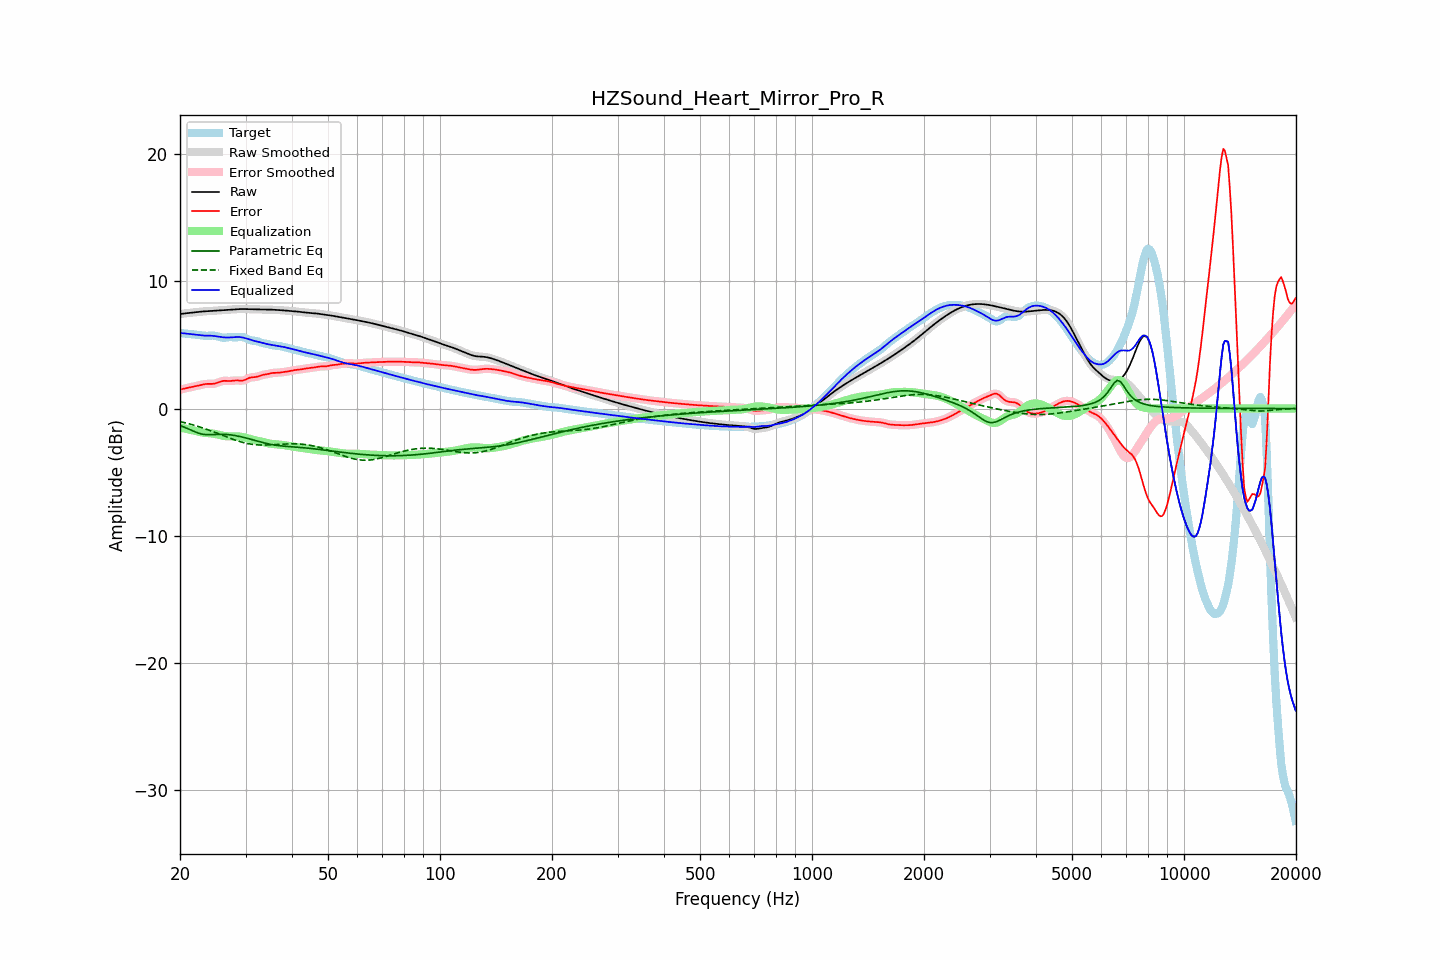 HZSound_Heart_Mirror_Pro_R
Target
Raw Smoothed
Error Smoothed
Raw
Error
Equalization
Parametric Eq
Fixed Band Eq
Equalized
20
10
0
−10
−20
−30
Amplitude (dBr)
20
50
100
200
500
1000
2000
5000
10000
20000
Frequency (Hz)